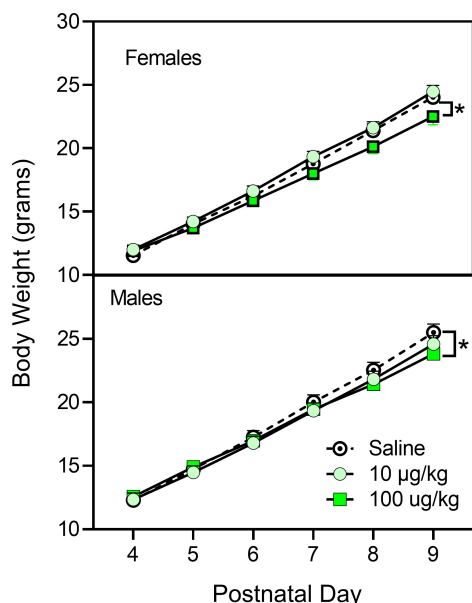 30
Females
25
*
20
15
10
Body Weight (grams)
Males
25
*
20
Saline
10 µg/kg
100 ug/kg
15
10
4 5 6 7 8 9
Postnatal Day